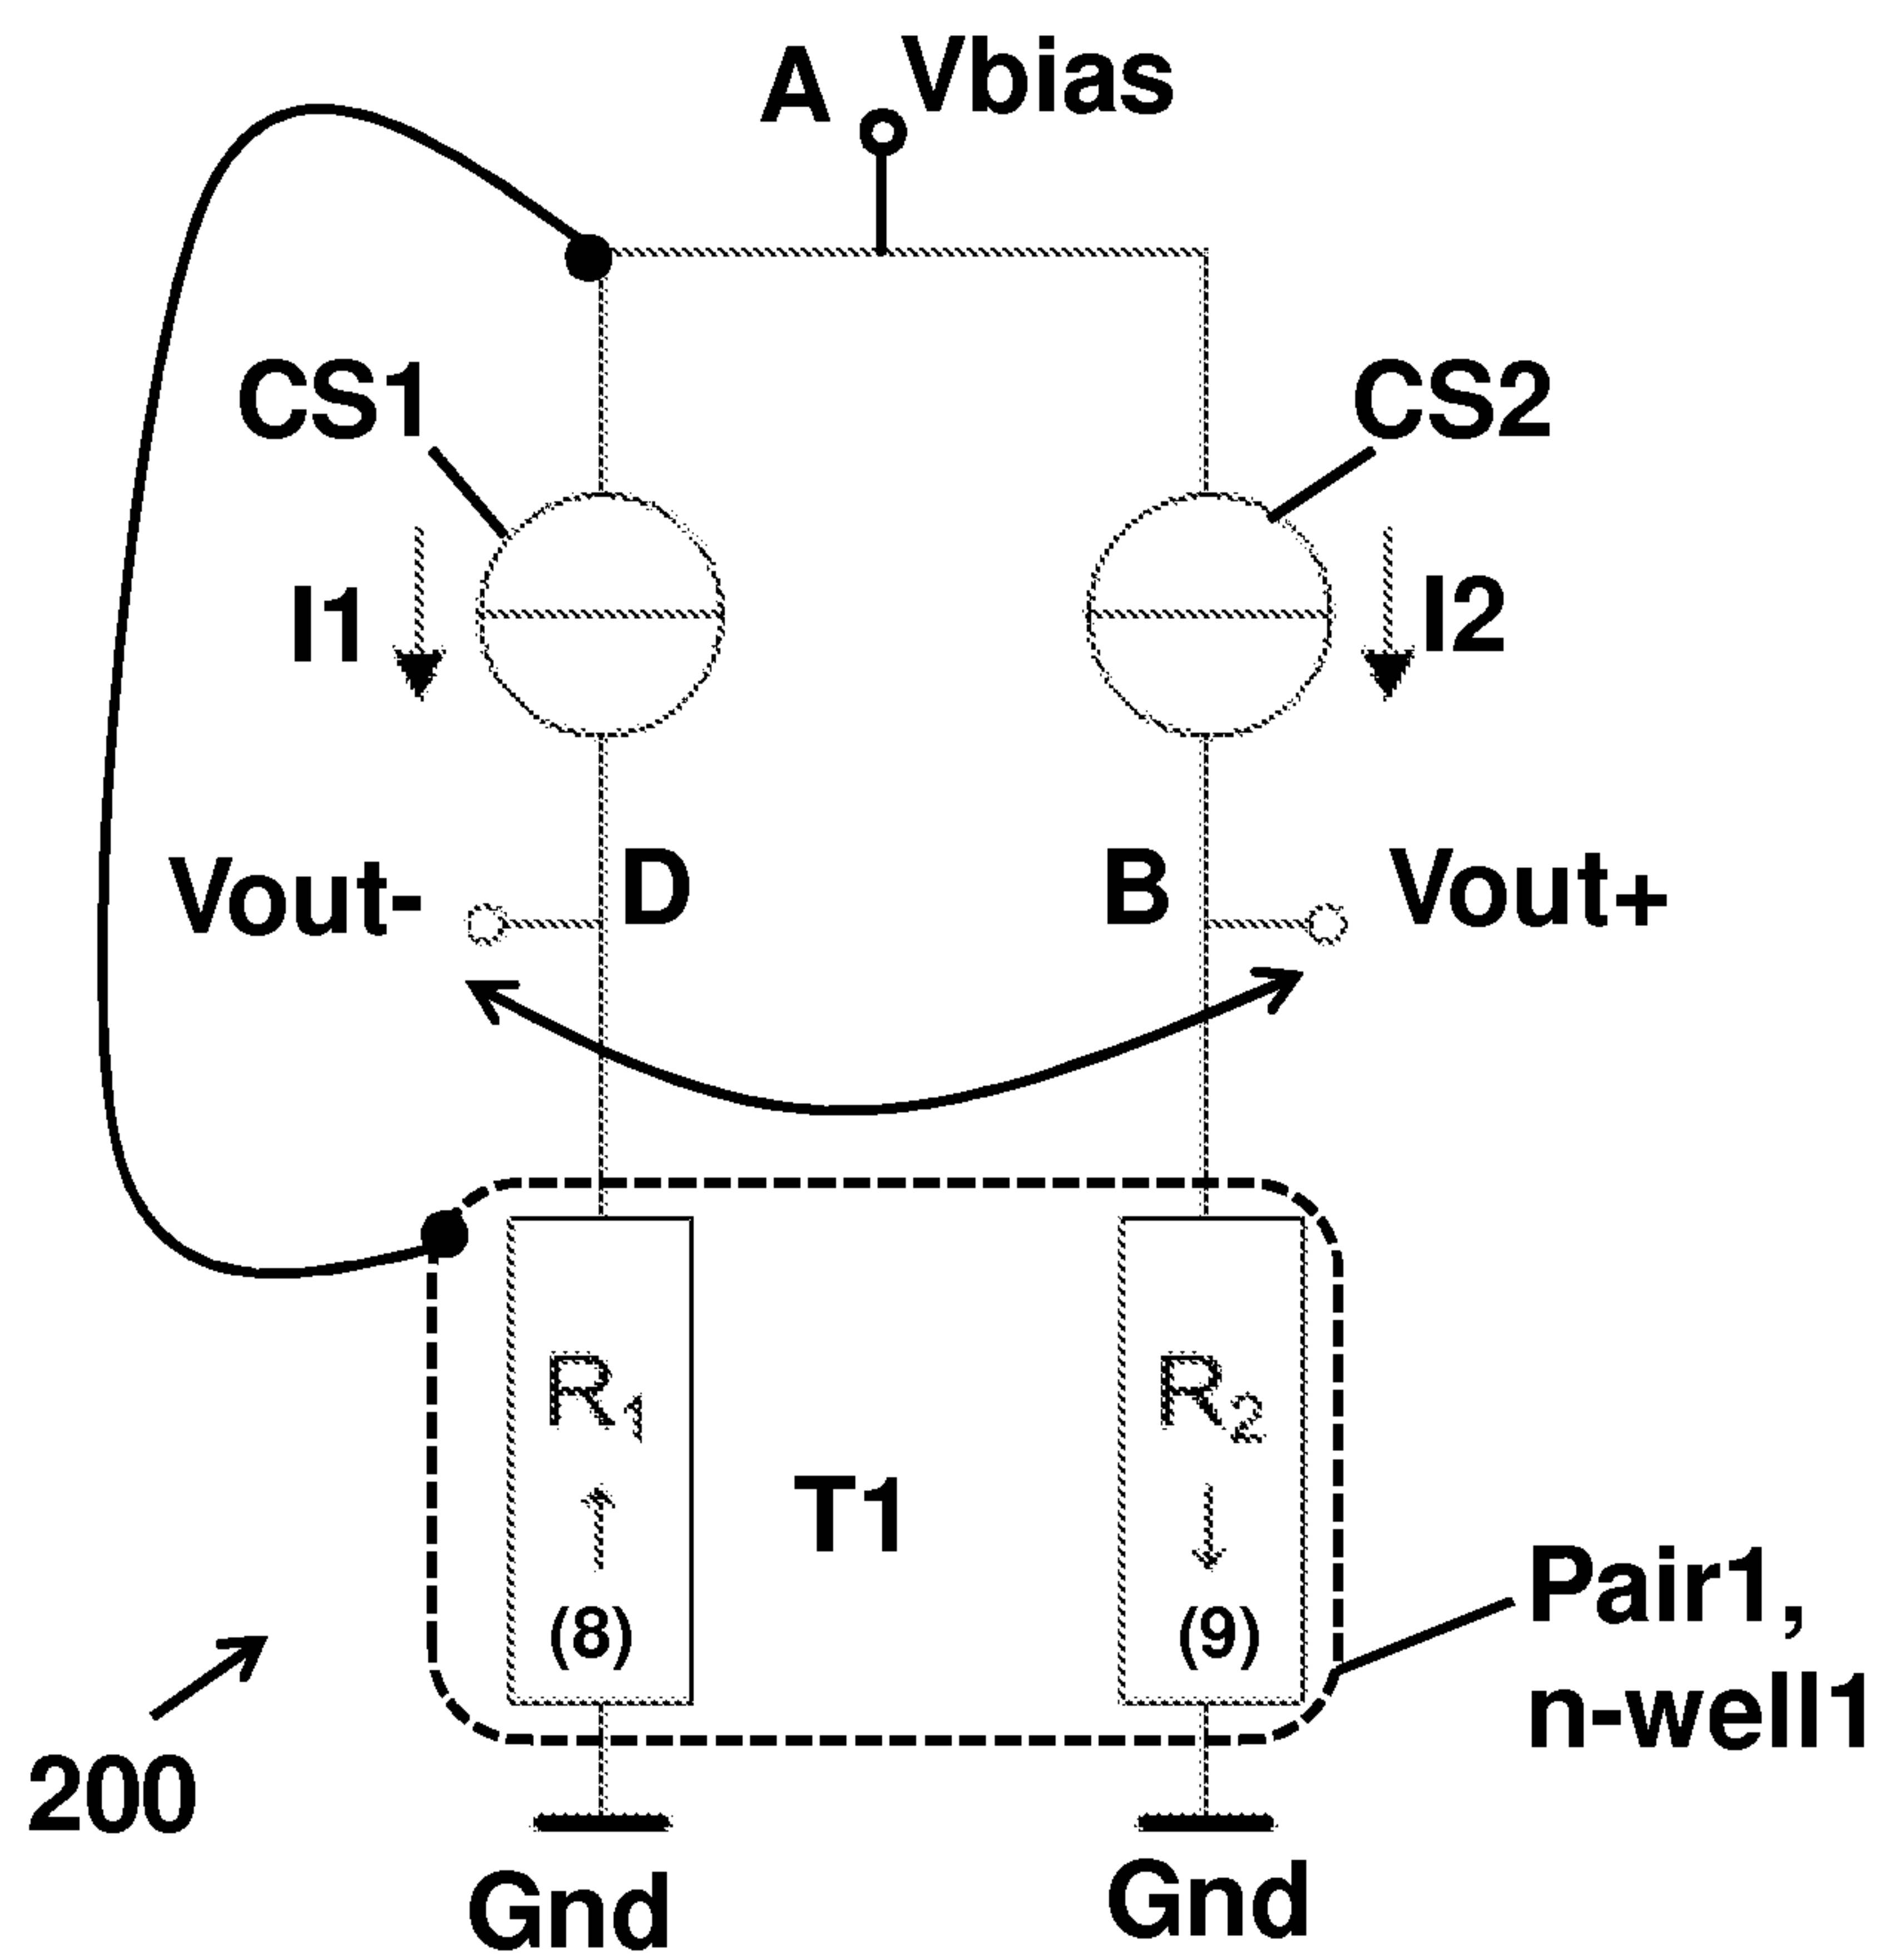 A Vbias
CS1
CS2
I1
I2
Vout-
D
B
Vout+
R1
R2
T1
(8)
(9)
Pair1,
n-well1
200
Gnd
Gnd